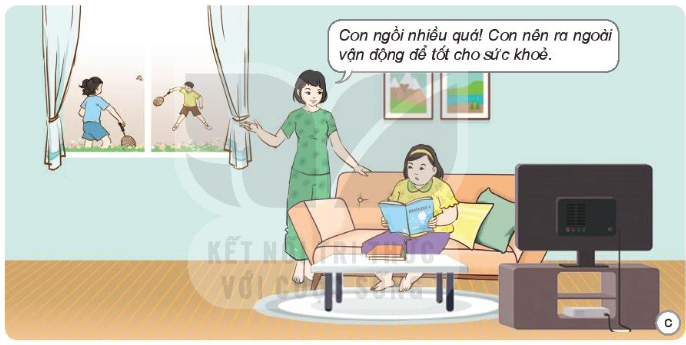 Con ngồi nhiều quá! Con nên ra ngoài
vận động để tốt cho sức khoẻ.
KẾT NỐI TRI THỨC
VỚI CUỘC SỐNG
C